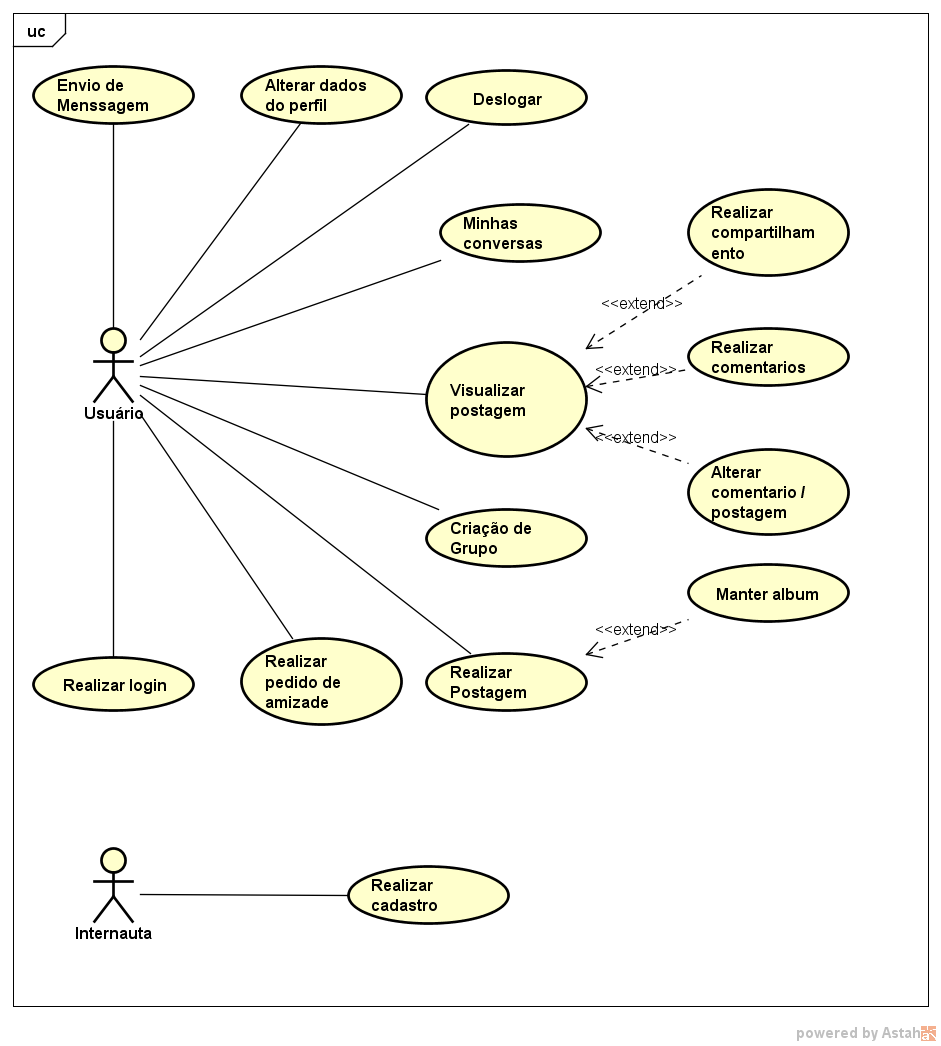 uc
Envio de
Menssagem
Alterar dados
do perfil
Deslogar
Minhas
conversas
Realizar
compartilham
ento
<<extend>>
Realizar
comentarios
<<extend>>
Visualizar
postagem
Usuário
<<extend>>
Alterar
comentario /
postagem
Criação de
Grupo
Manter album
<<extend>>
Realizar login
Realizar
pedido de
amizade
Realizar
Postagem
Realizar
cadastro
Internauta
powered by Astah